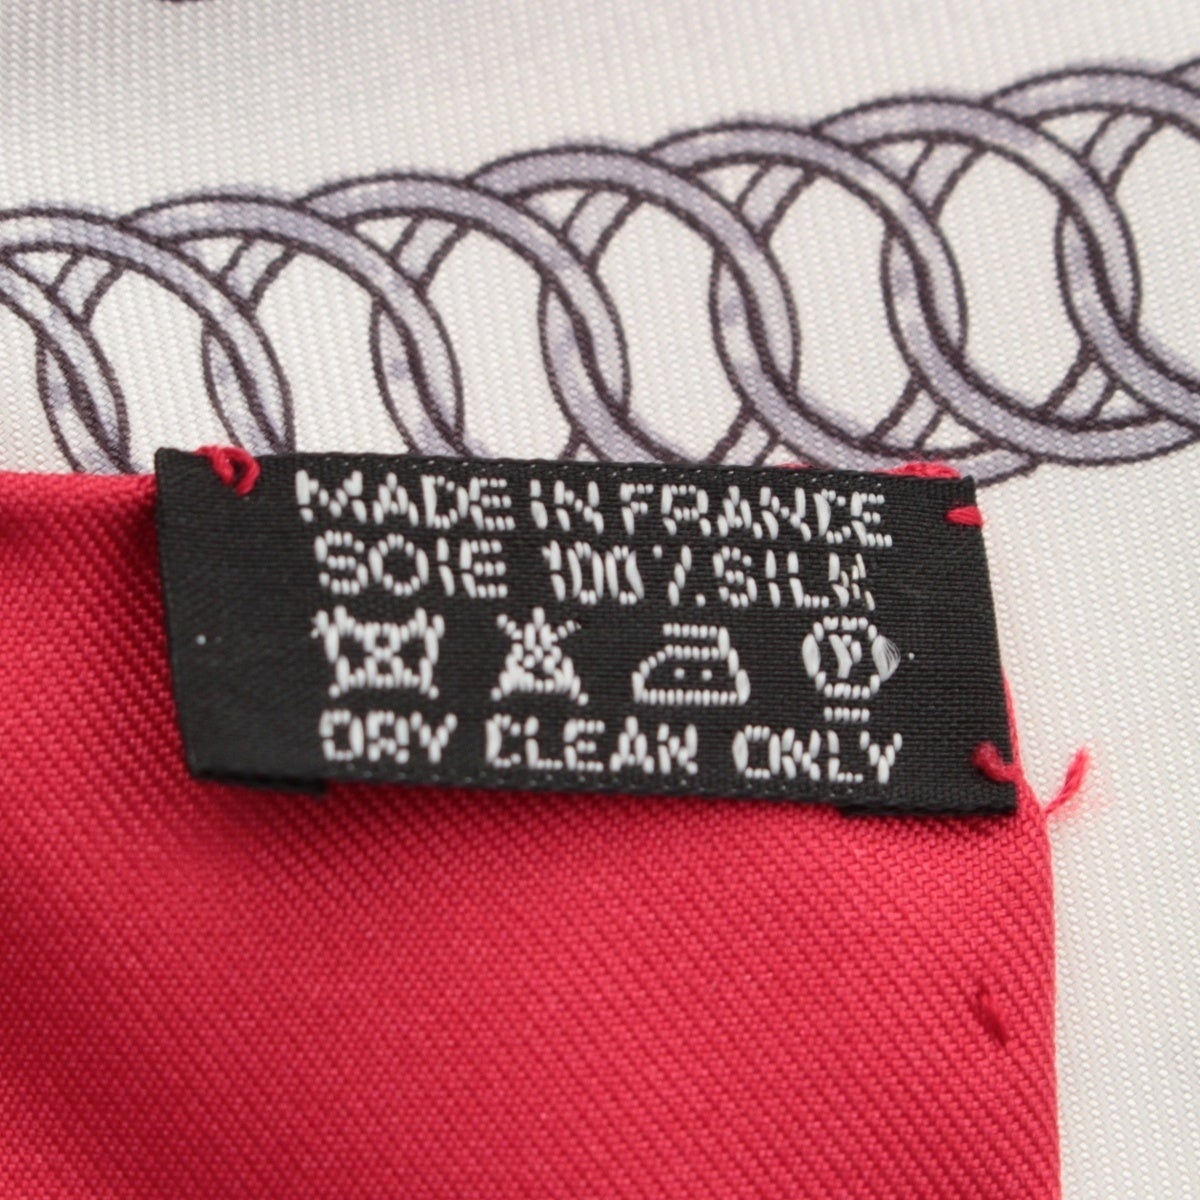 MADE IN FRANCE
SOIE 100% SILK
DRY CLEAN ONLY